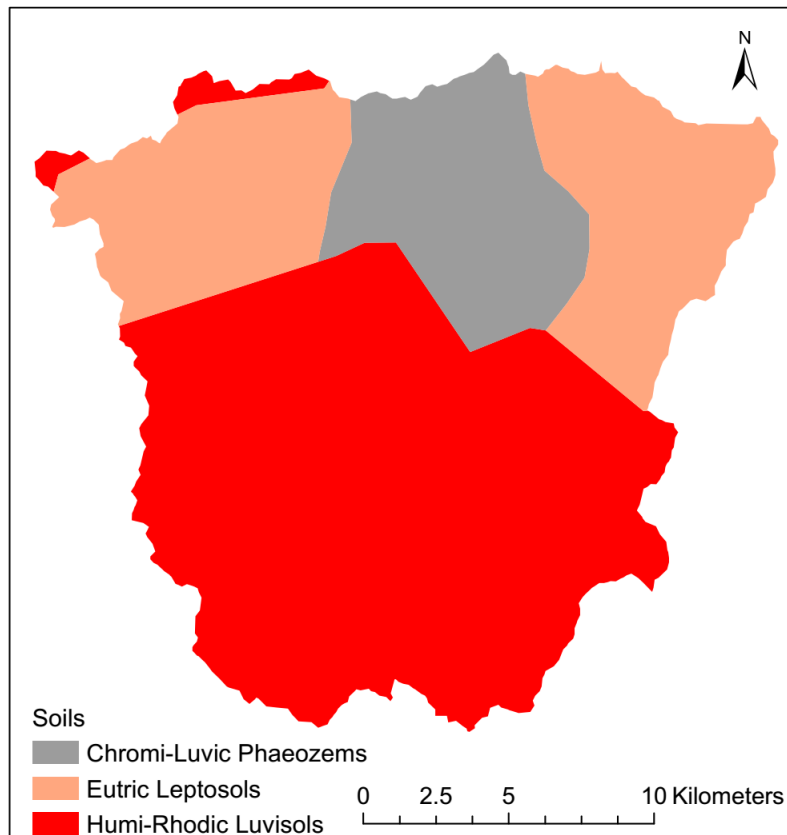 N
Soils
Chromi-Luvic Phaeozems
Eutric Leptosols
Humi-Rhodic Luvisols
0 2.5 5 10 Kilometers